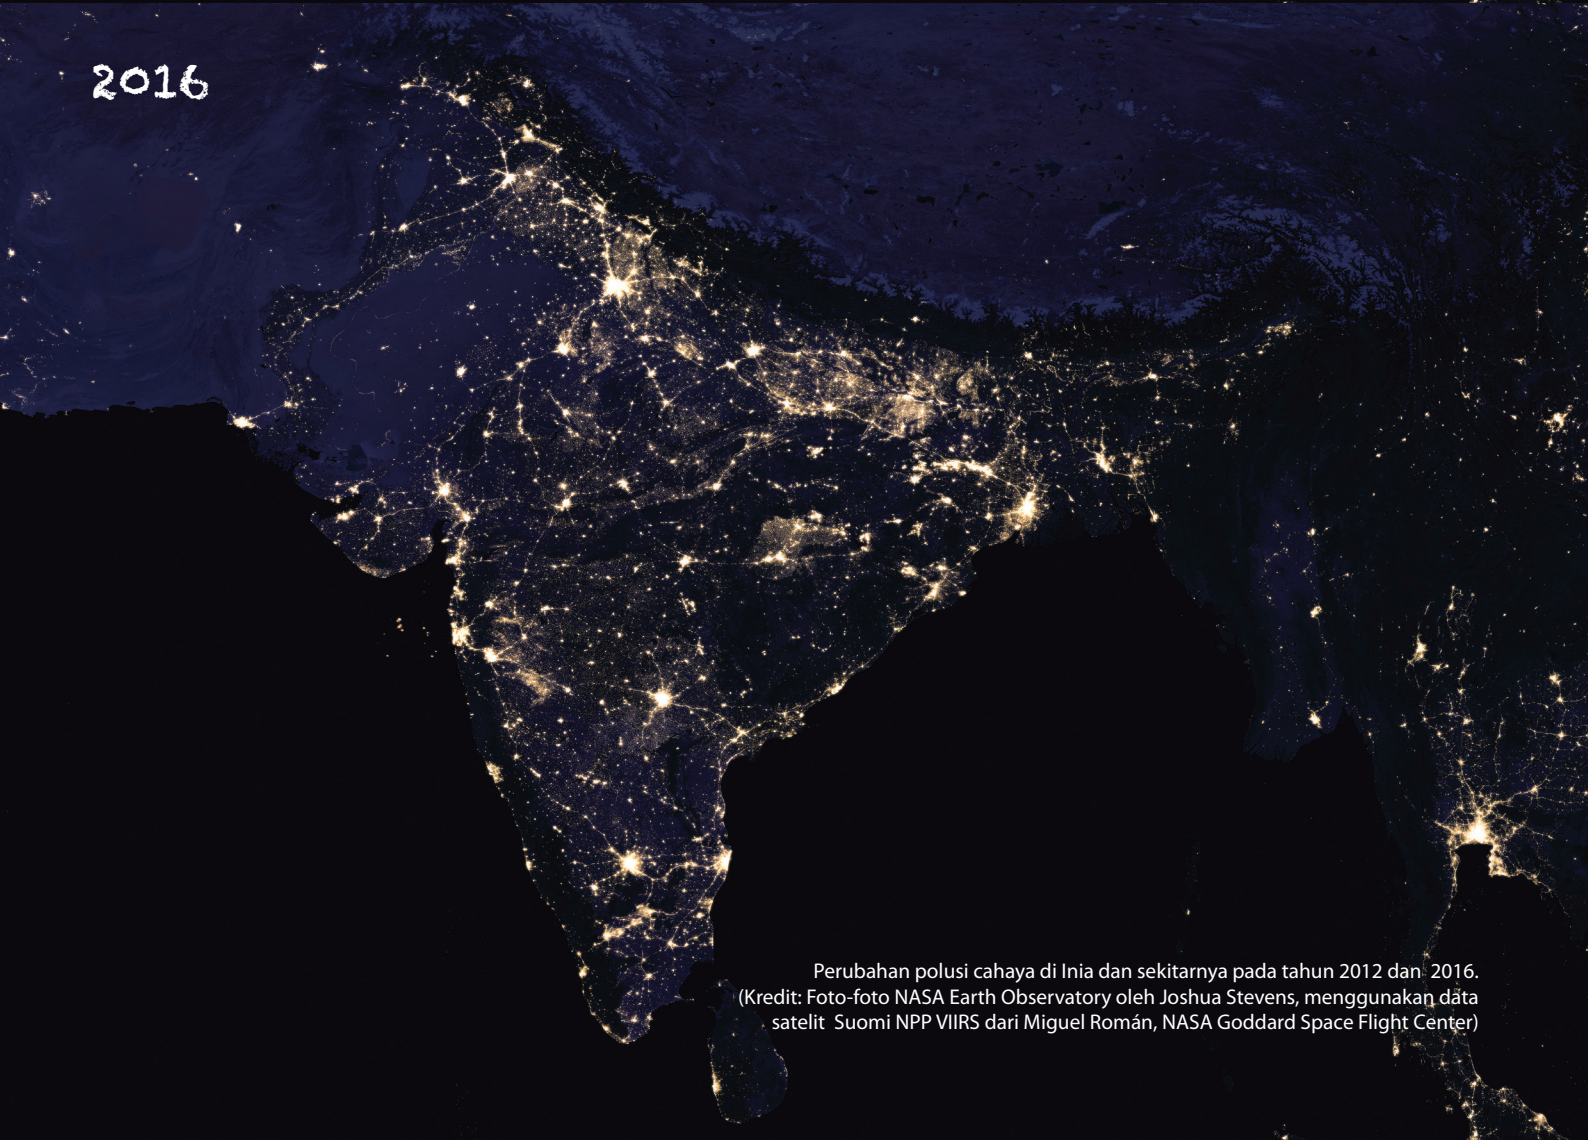 2016
Perubahan polusi cahaya di Inia dan sekitarnya pada tahun 2012 dan 2016.
(Kredit: Foto-foto NASA Earth Observatory oleh Joshua Stevens, menggunakan data
satelit Suomi NPP VIIRS dari Miguel Román, NASA Goddard Space Flight Center)